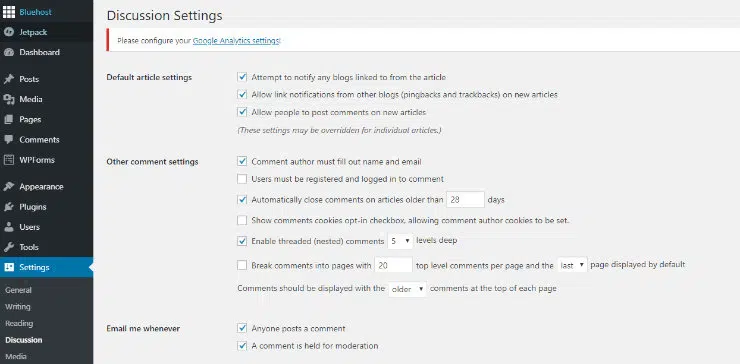 Bluehost
Jetpack
Dashboard
Posts
Media
Pages
Comments
WPForms
Appearance
Plugins
Users
Tools
Settings
General
Writing
Reading
Discussion
Media
Discussion Settings
Please configure your Google Analytics settings!
Default article settings
Attempt to notify any blogs linked to from the article
Allow link notifications from other blogs (pingbacks and trackbacks) on new articles
Allow people to post comments on new articles
(These settings may be overridden for individual articles.)
Other comment settings
Comment author must fill out name and email
Users must be registered and logged in to comment
Automatically close comments on articles older than 28 days
Show comments cookies opt-in checkbox, allowing comment author cookies to be set.
Enable threaded (nested) comments 5 levels deep
Break comments into pages with 20 top level comments per page and the last page displayed by default
Comments should be displayed with the older comments at the top of each page
Email me whenever
Anyone posts a comment
A comment is held for moderation